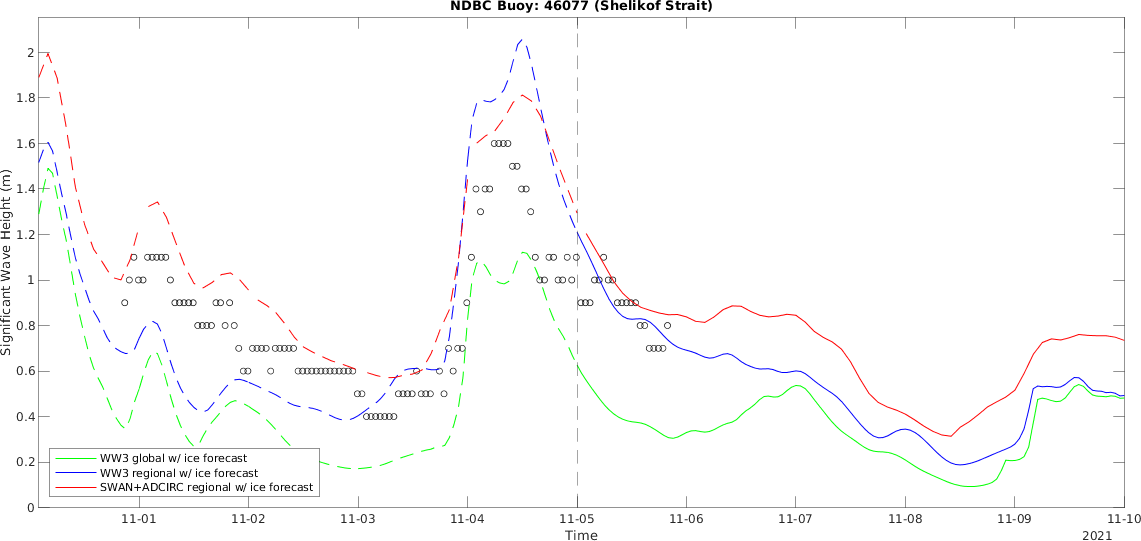 NDBC Buoy: 46077 (Shelikof Strait)
Significant Wave Height (m)
2
1.8
1.6
1.4
1.2
1
0.8
0.6
0.4
0.2
0
WW3 global w/ ice forecast
WW3 regional w/ ice forecast
SWAN+ADCIRC regional w/ ice forecast
11-01 11-02 11-03 11-04 11-05 11-06 11-07 11-08 11-09 11-10
Time
2021